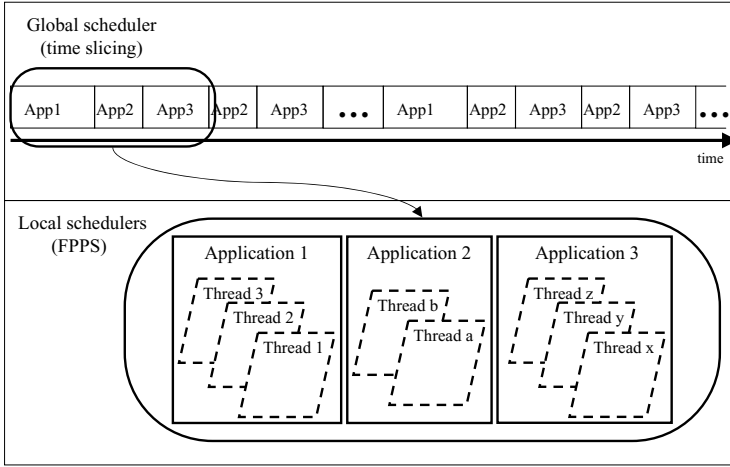 Global scheduler
(time slicing)
App1 App2 App3 App2 App3 ... App1 App2 App3 App2 App3 ...
time
Local schedulers
(FPPS)
Application 1 Application 2 Application 3
Thread 3 Thread b Thread z
Thread 2 Thread a Thread y
Thread 1 Thread x